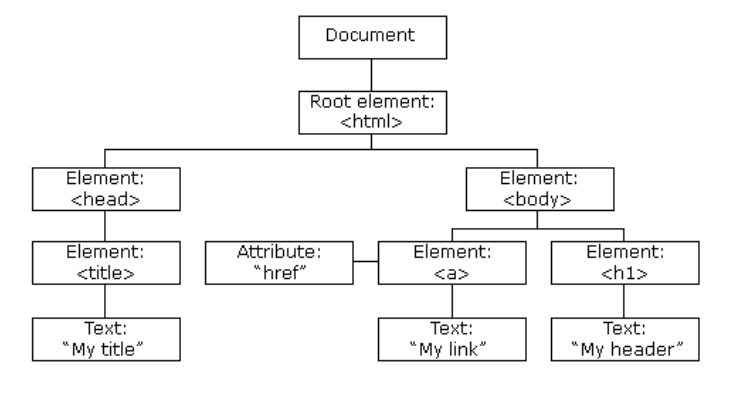 Document
Root element:
<html>
Element:
<head>
Element:
<body>
Element:
<title>
Attribute:
“href”
Element:
<a>
Element:
<h1>
Text:
“My title”
Text:
“My link”
Text:
“My header”